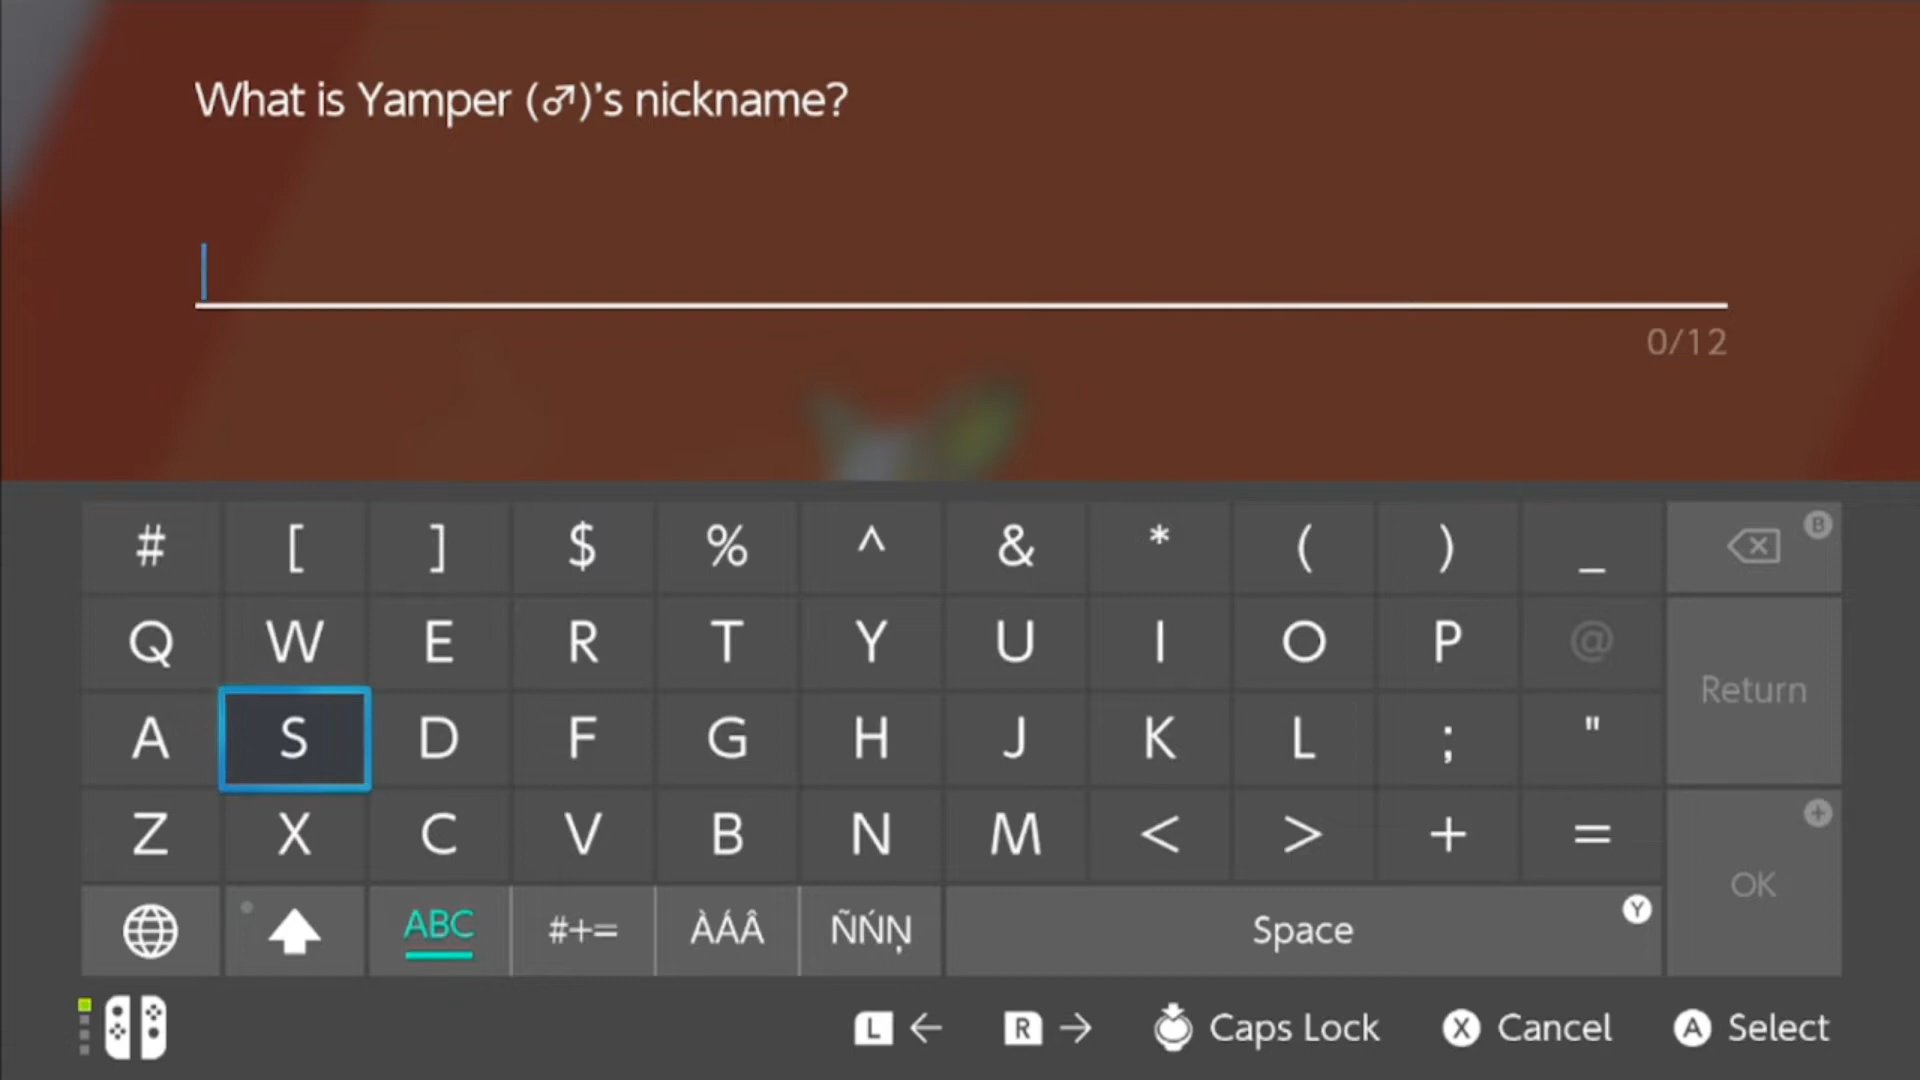 What is Yamper (♂)'s nickname?
0/12
# [ ] $ % ^ & * ( ) _ B
Q W E R T Y U I O P @ Return
A S D F G H J K L ; "
Z X C V B N M < > + = + OK
ABC #+= ÀÁÂ ÑŃŅ Space Y
L ← R → Caps Lock X Cancel A Select